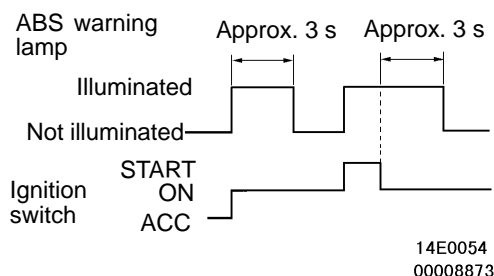 ABS warning lamp
Approx. 3 s
Approx. 3 s
Illuminated
Not illuminated
START
Ignition switch
ON
ACC
14E0054
00008873